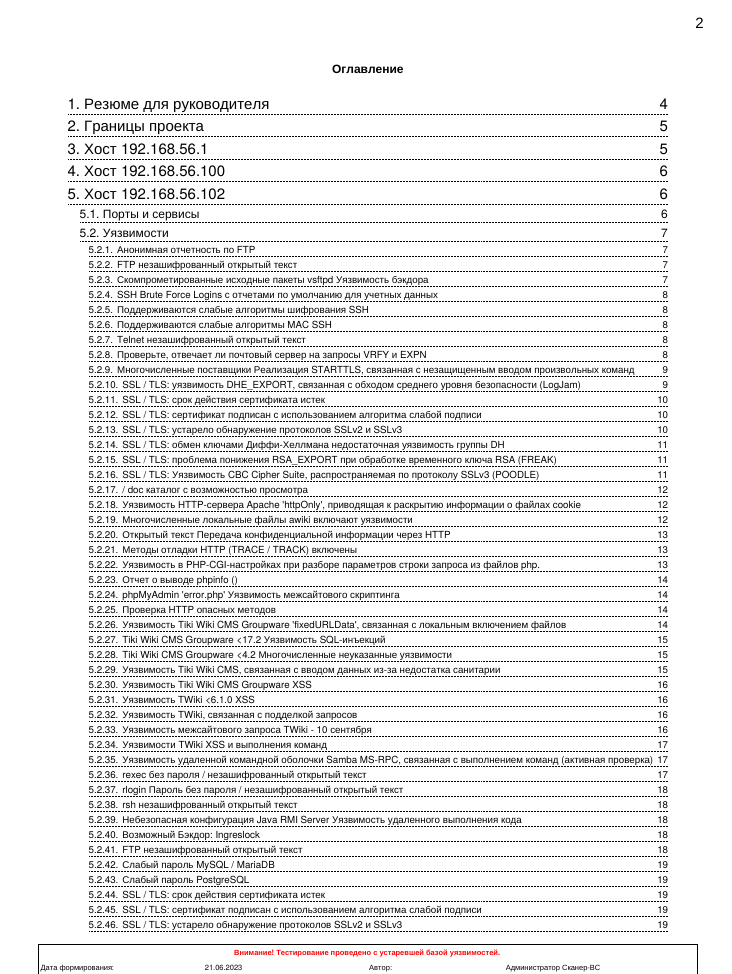 2
Оглавление
1. Резюме для руководителя 4
2. Границы проекта 5
3. Хост 192.168.56.1 5
4. Хост 192.168.56.100 6
5. Хост 192.168.56.102 6
5.1. Порты и сервисы 6
5.2. Уязвимости 7
5.2.1. Анонимная отчетность по FTP 7
5.2.2. FTP незашифрованный открытый текст 7
5.2.3. Скомпрометированные исходные пакеты vsftpd Уязвимость бэкдора 7
5.2.4. SSH Brute Force Logins с отчетами по умолчанию для учетных данных 8
5.2.5. Поддерживаются слабые алгоритмы шифрования SSH 8
5.2.6. Поддерживаются слабые алгоритмы MAC SSH 8
5.2.7. Telnet незашифрованный открытый текст 8
5.2.8. Проверьте, отвечает ли почтовый сервер на запросы VRFY и EXPN 8
5.2.9. Многочисленные поставщики Реализация STARTTLS, связанная с незащищенным вводом произвольных команд 9
5.2.10. SSL / TLS: уязвимость DHE_EXPORT, связанная с обходом среднего уровня безопасности (LogJam) 9
5.2.11. SSL / TLS: срок действия сертификата истек 10
5.2.12. SSL / TLS: сертификат подписан с использованием алгоритма слабой подписи 10
5.2.13. SSL / TLS: устарело обнаружение протоколов SSLv2 и SSLv3 10
5.2.14. SSL / TLS: обмен ключами Диффи-Хеллмана недостаточная уязвимость группы DH 11
5.2.15. SSL / TLS: проблема понижения RSA_EXPORT при обработке временного ключа RSA (FREAK) 11
5.2.16. SSL / TLS: Уязвимость CBC Cipher Suite, распространяемая по протоколу SSLv3 (POODLE) 11
5.2.17. / doc каталог с возможностью просмотра 12
5.2.18. Уязвимость HTTP-сервера Apache 'httpOnly', приводящая к раскрытию информации о файлах cookie 12
5.2.19. Многочисленные локальные файлы awiki включают уязвимости 12
5.2.20. Открытый текст Передача конфиденциальной информации через HTTP 13
5.2.21. Методы отладки HTTP (TRACE / TRACK) включены 13
5.2.22. Уязвимость в PHP-CGI-настройках при разборе параметров строки запроса из файлов php. 13
5.2.23. Отчет о выводе phpinfo () 14
5.2.24. phpMyAdmin 'error.php' Уязвимость межсайтового скриптинга 14
5.2.25. Проверка HTTP опасных методов 14
5.2.26. Уязвимость Tiki Wiki CMS Groupware 'fixedURLData', связанная с локальным включением файлов 14
5.2.27. Tiki Wiki CMS Groupware <17.2 Уязвимость SQL-инъекций 15
5.2.28. Tiki Wiki CMS Groupware <4.2 Многочисленные неуказанные уязвимости 15
5.2.29. Уязвимость Tiki Wiki CMS, связанная с вводом данных из-за недостатка санитарии 15
5.2.30. Уязвимость Tiki Wiki CMS Groupware XSS 16
5.2.31. Уязвимость TWiki <6.1.0 XSS 16
5.2.32. Уязвимость TWiki, связанная с подделкой запросов 16
5.2.33. Уязвимость межсайтового запроса TWiki - 10 сентября 16
5.2.34. Уязвимости TWiki XSS и выполнения команд 17
5.2.35. Уязвимость удаленной командной оболочки Samba MS-RPC, связанная с выполнением команд (активная проверка) 17
5.2.36. rexec без пароля / незашифрованный открытый текст 17
5.2.37. rlogin Пароль без пароля / незашифрованный открытый текст 18
5.2.38. rsh незашифрованный открытый текст 18
5.2.39. Небезопасная конфигурация Java RMI Server Уязвимость удаленного выполнения кода 18
5.2.40. Возможный Бэкдор: Ingreslock 18
5.2.41. FTP незашифрованный открытый текст 18
5.2.42. Слабый пароль MySQL / MariaDB 19
5.2.43. Слабый пароль PostgreSQL 19
5.2.44. SSL / TLS: срок действия сертификата истек 19
5.2.45. SSL / TLS: сертификат подписан с использованием алгоритма слабой подписи 19
5.2.46. SSL / TLS: устарело обнаружение протоколов SSLv2 и SSLv3 19
Внимание! Тестирование проведено с устаревшей базой уязвимостей.
Дата формирования: 21.06.2023 Автор: Администратор Сканер-ВС